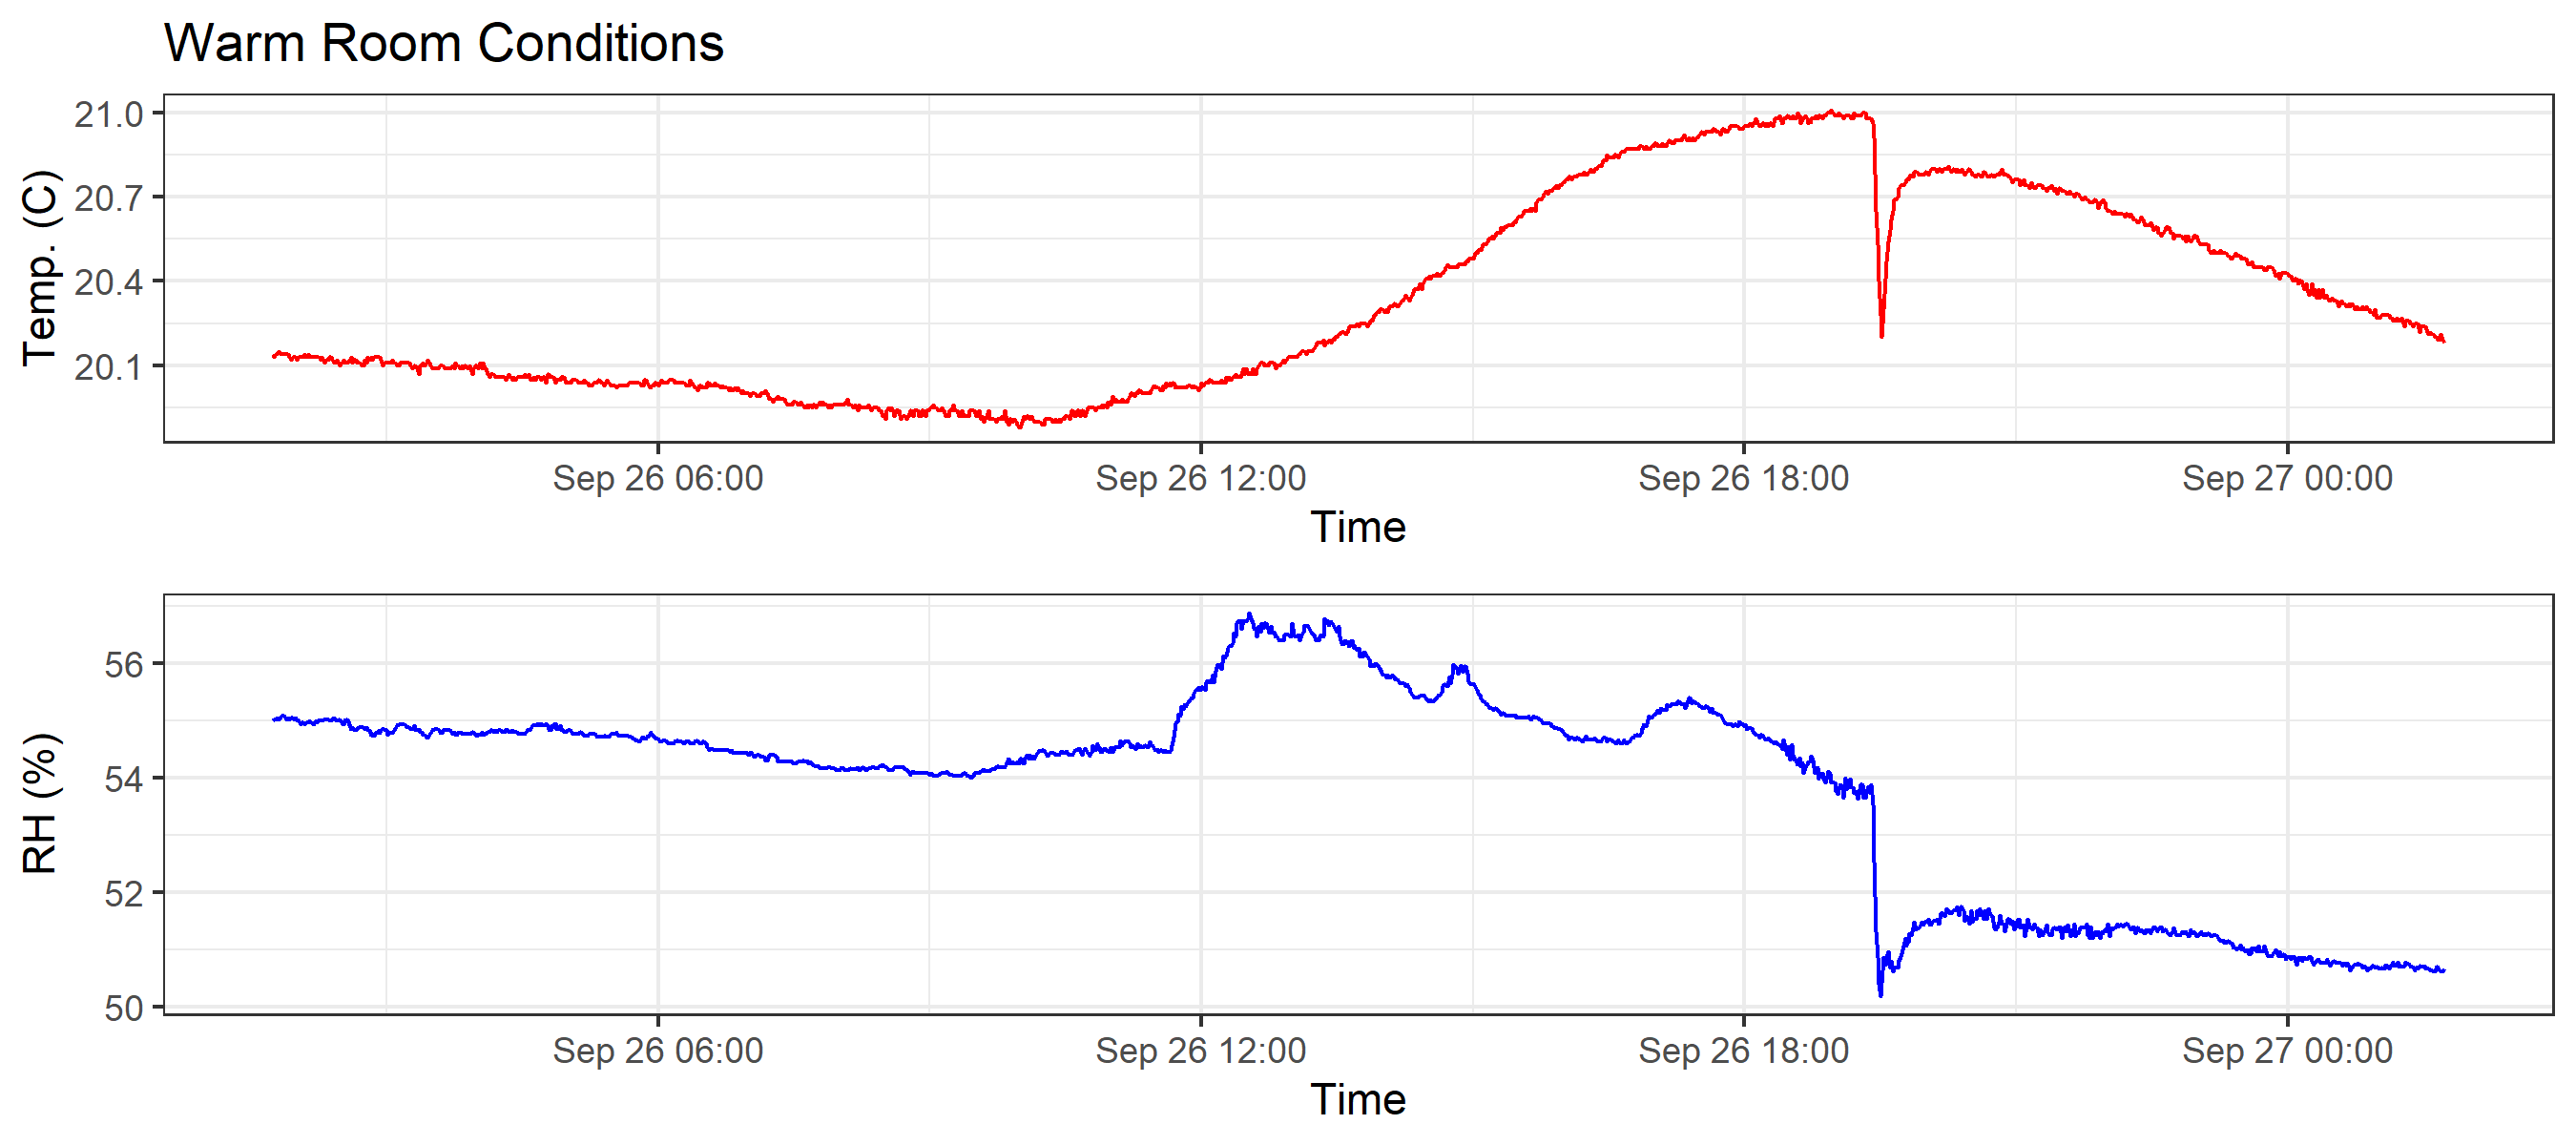 Warm Room Conditions
Temp. (C)
21.0
20.7
20.4
20.1
Sep 26 06:00 Sep 26 12:00 Sep 26 18:00 Sep 27 00:00
Time
RH (%)
56
54
52
50
Sep 26 06:00 Sep 26 12:00 Sep 26 18:00 Sep 27 00:00
Time